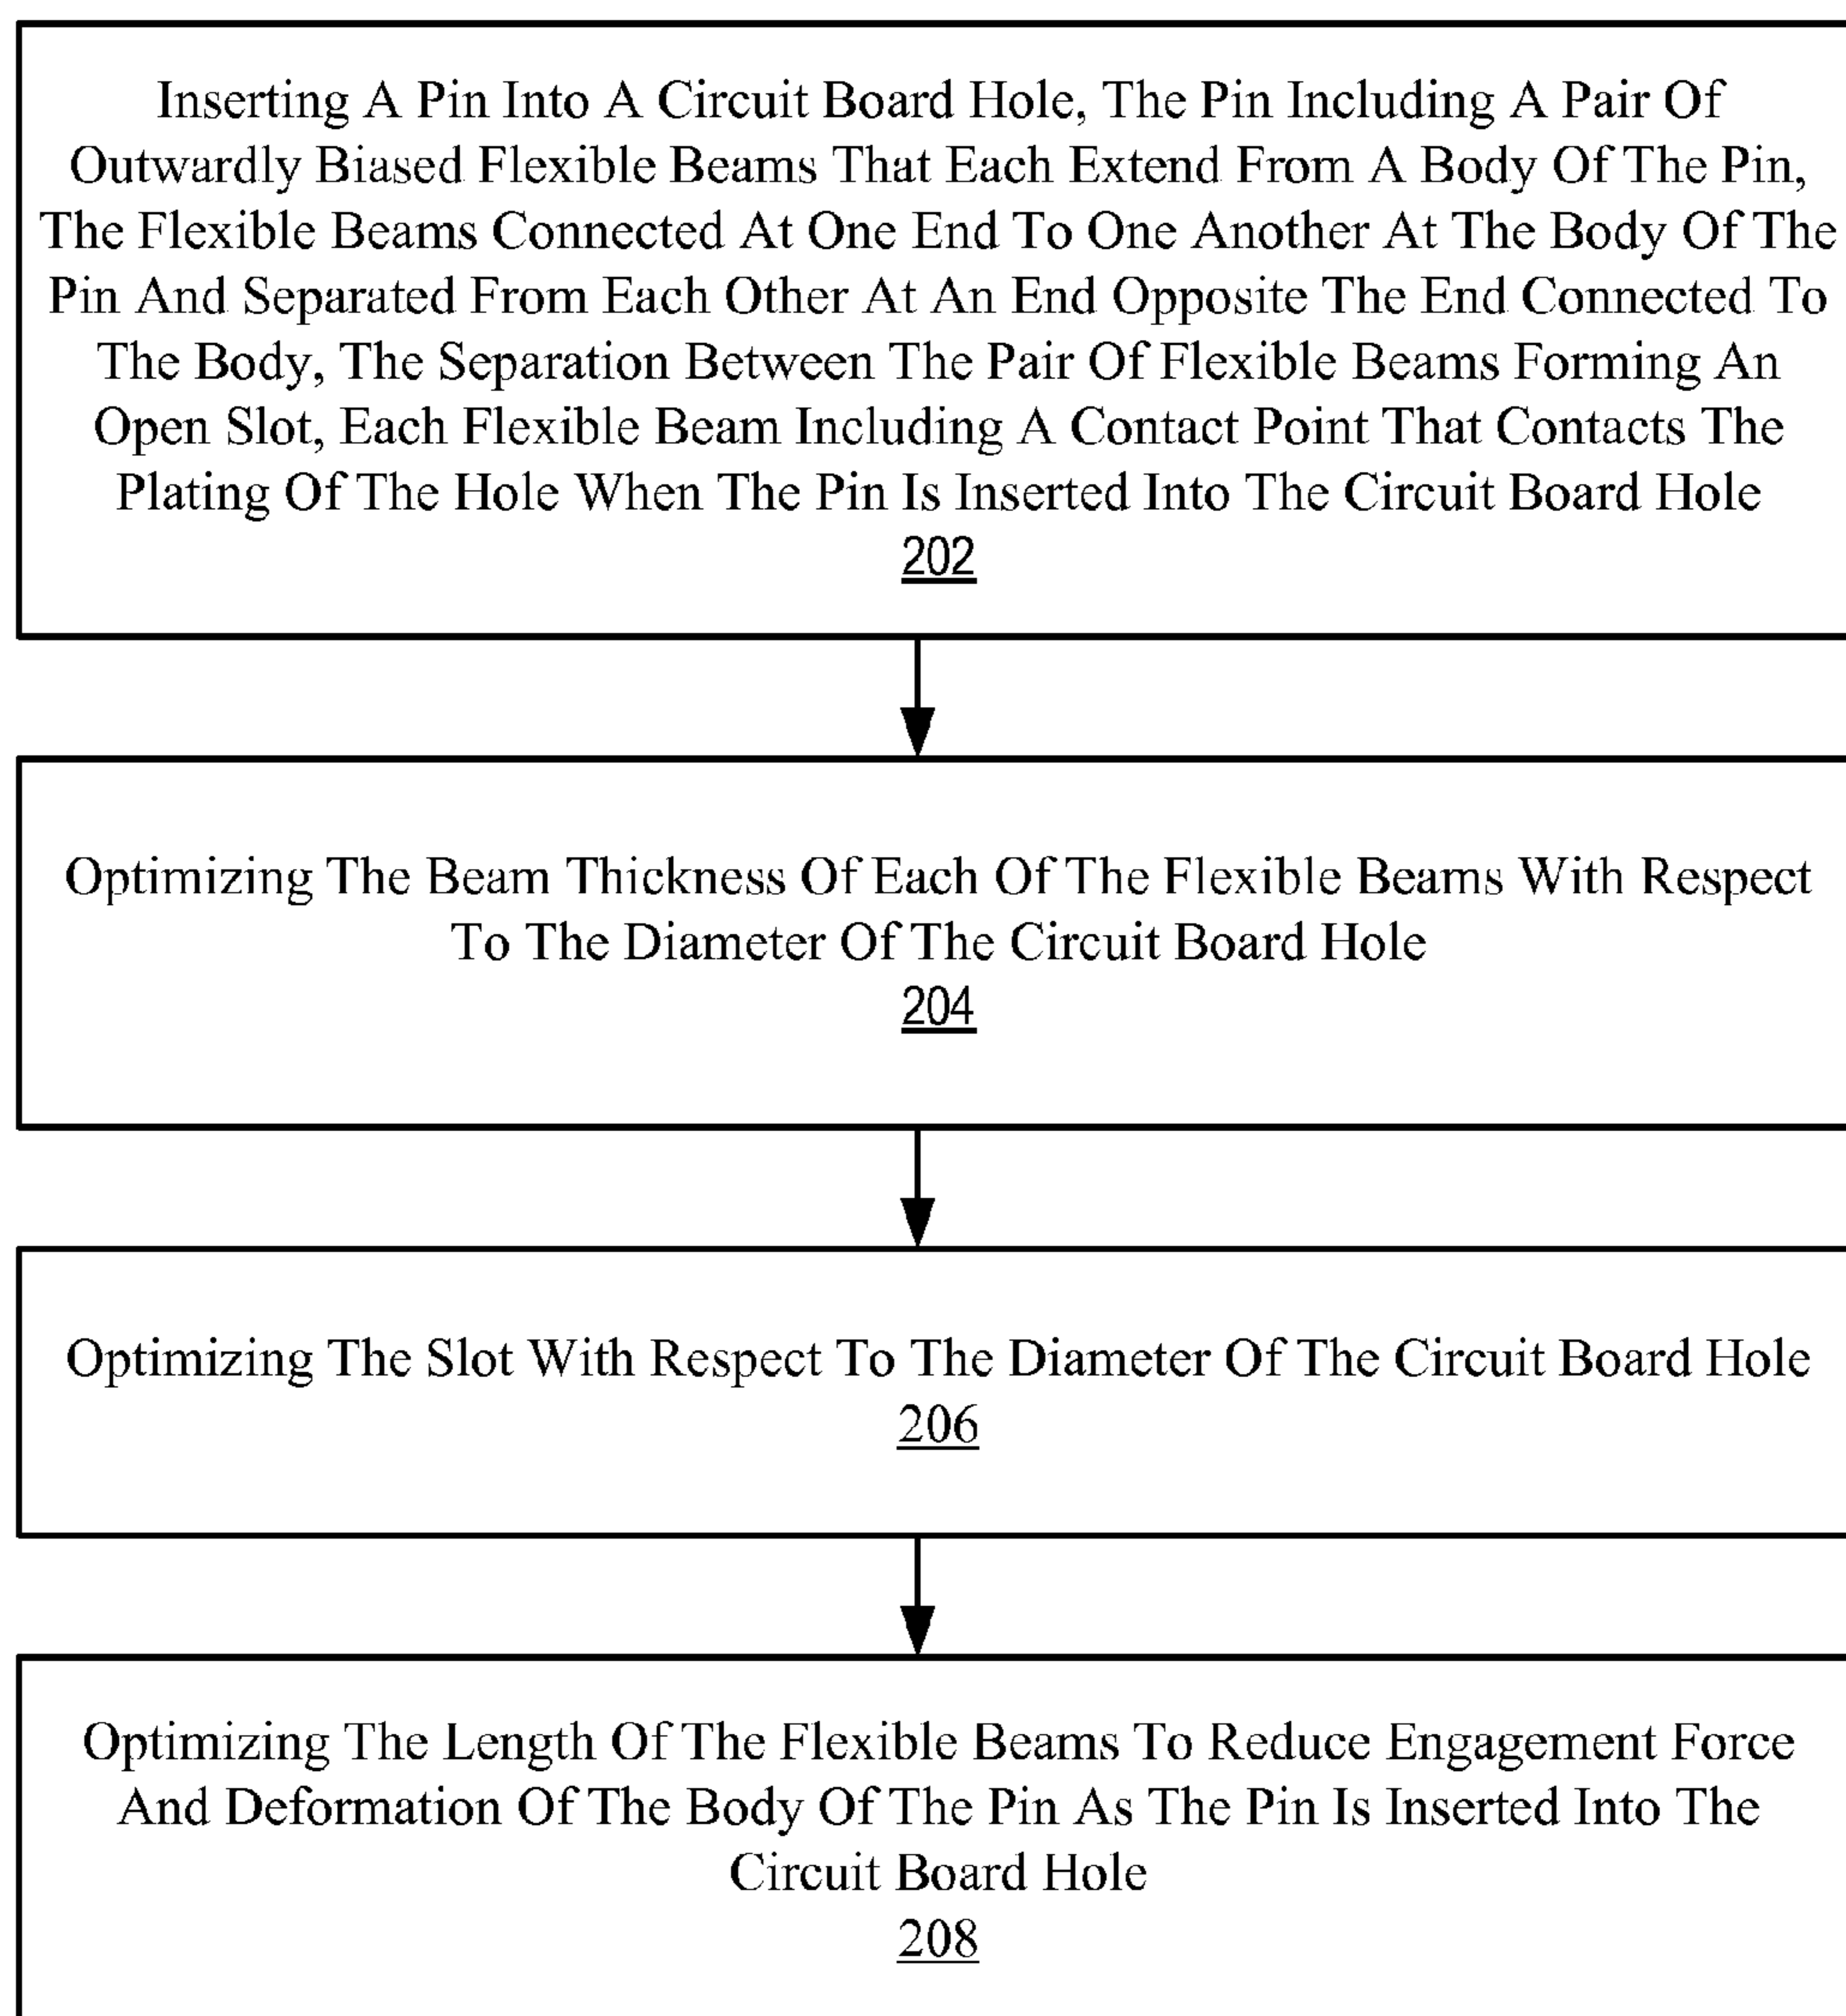 Inserting A Pin Into A Circuit Board Hole, The Pin Including A Pair Of
Outwardly Biased Flexible Beams That Each Extend From A Body Of The Pin,
The Flexible Beams Connected At One End To One Another At The Body Of The
Pin And Separated From Each Other At An End Opposite The End Connected To
The Body, The Separation Between The Pair Of Flexible Beams Forming An
Open Slot, Each Flexible Beam Including A Contact Point That Contacts The
Plating Of The Hole When The Pin Is Inserted Into The Circuit Board Hole
202
Optimizing The Beam Thickness Of Each Of The Flexible Beams With Respect
To The Diameter Of The Circuit Board Hole
204
Optimizing The Slot With Respect To The Diameter Of The Circuit Board Hole
206
Optimizing The Length Of The Flexible Beams To Reduce Engagement Force
And Deformation Of The Body Of The Pin As The Pin Is Inserted Into The
Circuit Board Hole
208